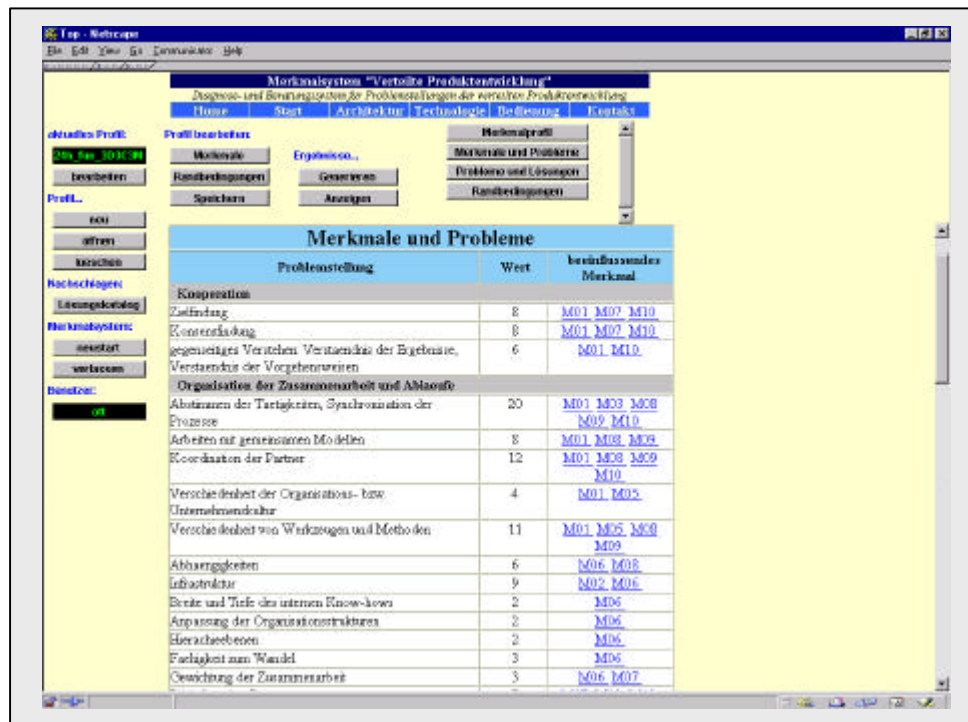 Top - Netscape
File Edit View Go Communicator Help
Merkmalsystem "Verteilte Produktentwicklung"
Diagnose- und Beratungssystem für Problemstellungen der verteilten Produktentwicklung
Home Start Architektur Technologie Bedienung Kontakt
aktuelles Profil:
bearbeiten
Profil...
neu
öffnen
loeschen
Nachschlagen:
Lösungskatalog
Merkmalsystem:
neustart
verlassen
Benutzer:
ott
Profil bearbeiten:
Merkmale
Randbedingungen
Speichern
Ergebnisse...
Generieren
Anzeigen
Merkmalprofil
Merkmale und Probleme
Probleme und Lösungen
Randbedingungen
Merkmale und Probleme
Problemstellung Wert beeinflussendes
Merkmal
Kooperation
Zielfindung 8 M01 M07 M10
Konsensfindung 8 M01 M07 M10
gegenseitiges Verstehen: Verstaendnis der Ergebnisse, 6 M01 M10
Verstaendnis der Vorgehensweisen
Organisation der Zusammenarbeit und Ablaeufe
Abstimmen der Taetigkeiten, Synchronisation der 20 M01 M03 M08
Prozesse M09 M10
Arbeiten mit gemeinsamen Modellen 8 M01 M08 M09
Koordination der Partner 12 M01 M08 M09
M10
Verschiedenheit der Organisations- bzw. 4 M01 M05
Unternehmenskultur
Verschiedenheit von Werkzeugen und Methoden 11 M01 M05 M08
M09
Abhaengigkeiten 6 M06 M08
Infrastruktur 9 M02 M06
Breite und Tiefe des internen Know-hows 2 M06
Anpassung der Organisationsstrukturen 2 M06
Hierachieebenen 2 M06
Faehigkeit zum Wandel 3 M06
Gewichtung der Zusammenarbeit 3 M06 M07